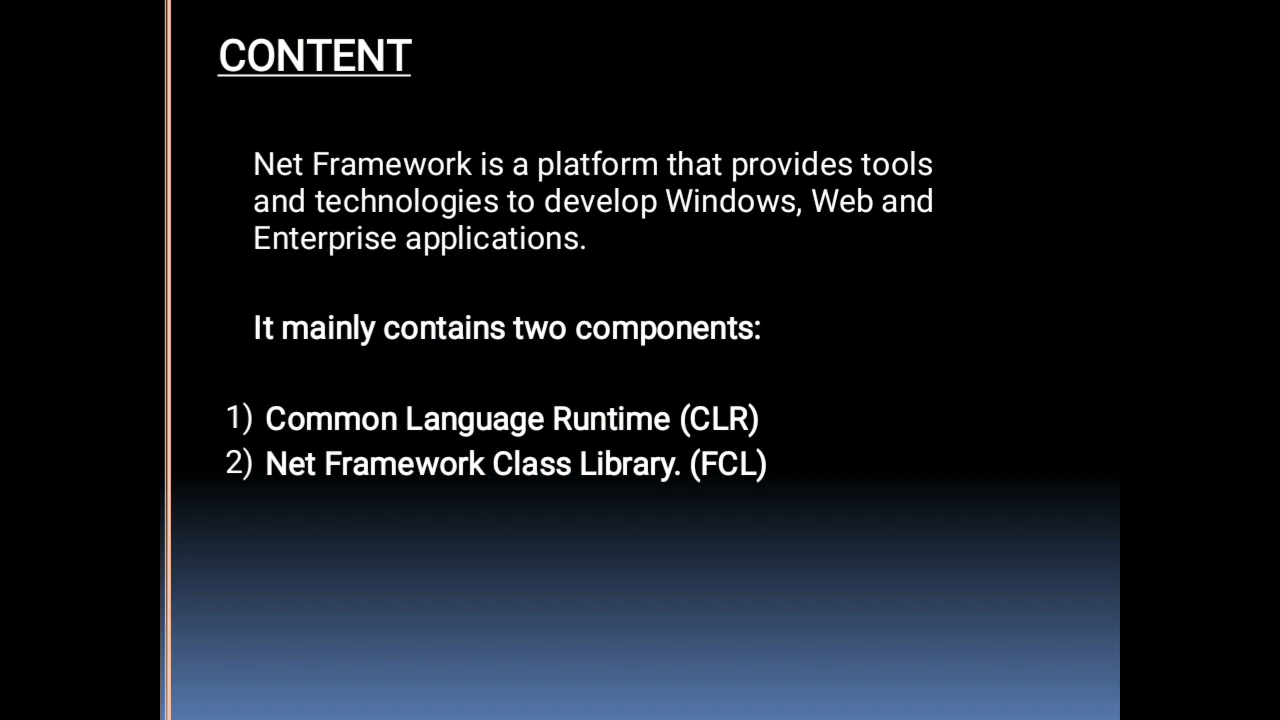 CONTENT
Net Framework is a platform that provides tools
and technologies to develop Windows, Web and
Enterprise applications.
It mainly contains two components:
1) Common Language Runtime (CLR)
2) Net Framework Class Library. (FCL)